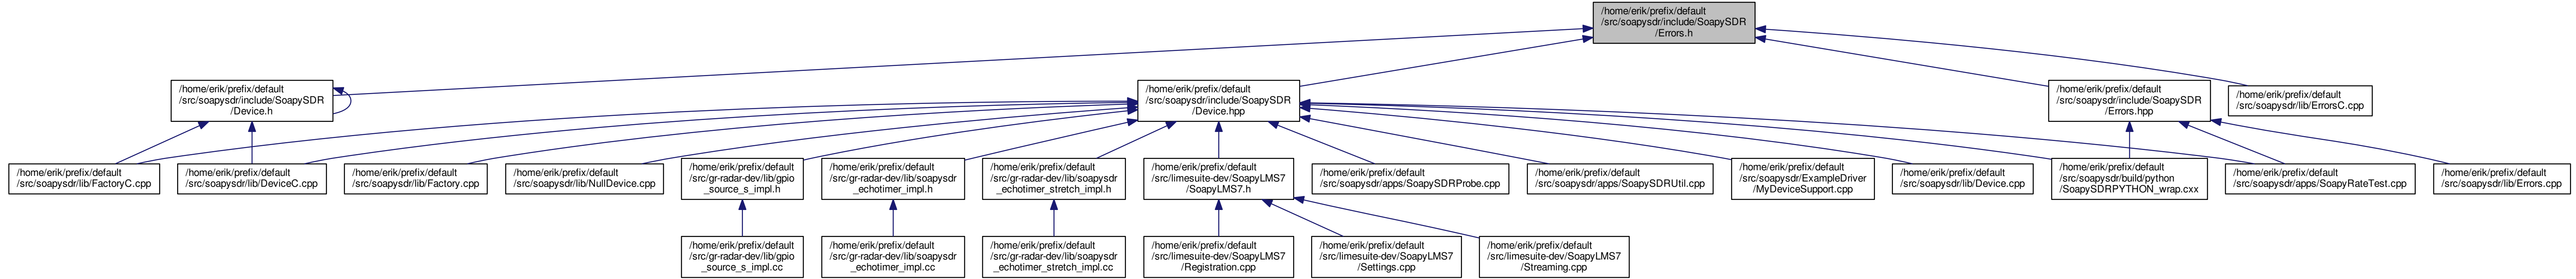 /home/erik/prefix/default
/src/soapysdr/include/SoapySDR
/Errors.h
/home/erik/prefix/default
/src/soapysdr/include/SoapySDR
/Device.h
/home/erik/prefix/default
/src/soapysdr/include/SoapySDR
/Device.hpp
/home/erik/prefix/default
/src/soapysdr/include/SoapySDR
/Errors.hpp
/home/erik/prefix/default
/src/soapysdr/lib/ErrorsC.cpp
/home/erik/prefix/default
/src/soapysdr/lib/FactoryC.cpp
/home/erik/prefix/default
/src/soapysdr/lib/DeviceC.cpp
/home/erik/prefix/default
/src/soapysdr/lib/Factory.cpp
/home/erik/prefix/default
/src/soapysdr/lib/NullDevice.cpp
/home/erik/prefix/default
/src/gr-radar-dev/lib/gpio
_source_s_impl.h
/home/erik/prefix/default
/src/gr-radar-dev/lib/soapysdr
_echotimer_impl.h
/home/erik/prefix/default
/src/gr-radar-dev/lib/soapysdr
_echotimer_stretch_impl.h
/home/erik/prefix/default
/src/limesuite-dev/SoapyLMS7
/SoapyLMS7.h
/home/erik/prefix/default
/src/soapysdr/apps/SoapySDRProbe.cpp
/home/erik/prefix/default
/src/soapysdr/apps/SoapySDRUtil.cpp
/home/erik/prefix/default
/src/soapysdr/ExampleDriver
/MyDeviceSupport.cpp
/home/erik/prefix/default
/src/soapysdr/lib/Device.cpp
/home/erik/prefix/default
/src/soapysdr/build/python
/SoapySDRPYTHON_wrap.cxx
/home/erik/prefix/default
/src/soapysdr/apps/SoapyRateTest.cpp
/home/erik/prefix/default
/src/soapysdr/lib/Errors.cpp
/home/erik/prefix/default
/src/gr-radar-dev/lib/gpio
_source_s_impl.cc
/home/erik/prefix/default
/src/gr-radar-dev/lib/soapysdr
_echotimer_impl.cc
/home/erik/prefix/default
/src/gr-radar-dev/lib/soapysdr
_echotimer_stretch_impl.cc
/home/erik/prefix/default
/src/limesuite-dev/SoapyLMS7
/Registration.cpp
/home/erik/prefix/default
/src/limesuite-dev/SoapyLMS7
/Settings.cpp
/home/erik/prefix/default
/src/limesuite-dev/SoapyLMS7
/Streaming.cpp